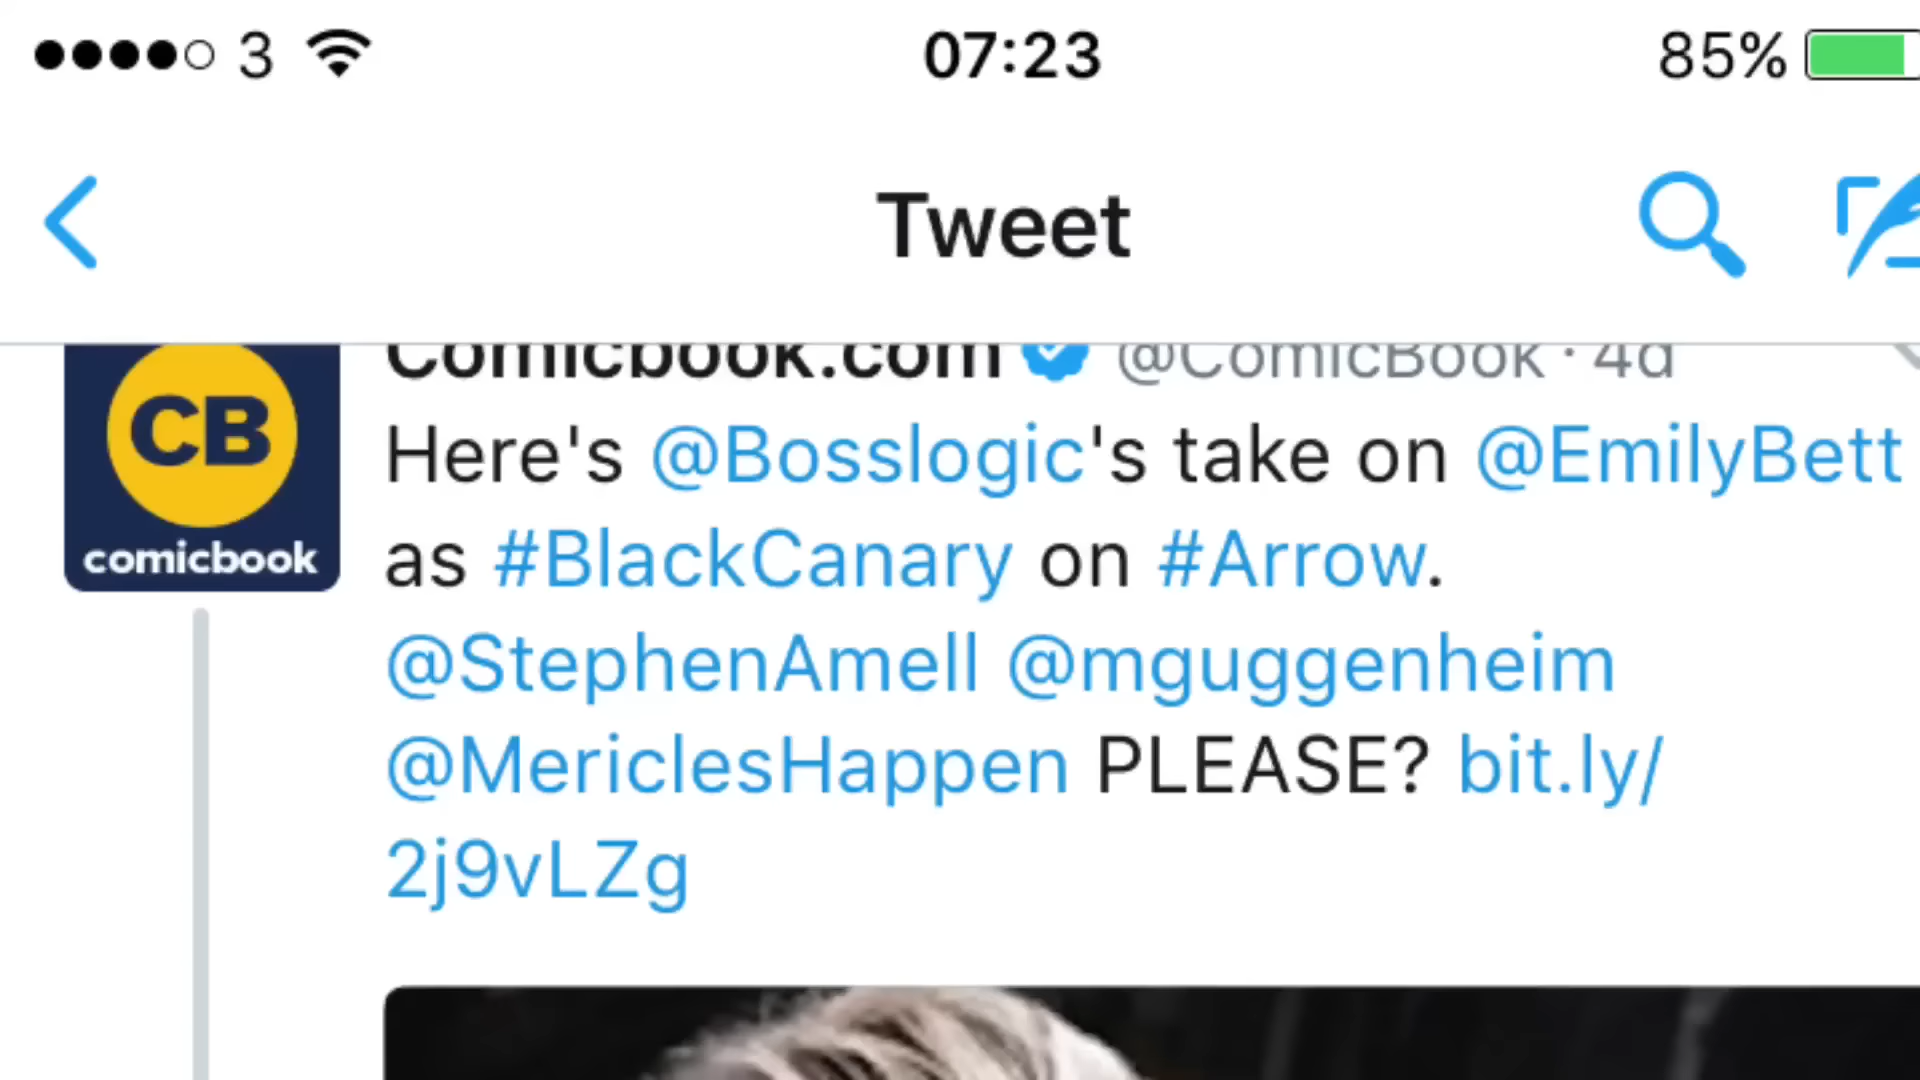 3 07:23 85%
Tweet
Comicbook.com @ComicBook · 4d
CB
comicbook
Here's @Bosslogic's take on @EmilyBett
as #BlackCanary on #Arrow.
@StephenAmell @mguggenheim
@MericlesHappen PLEASE? bit.ly/
2j9vLZg